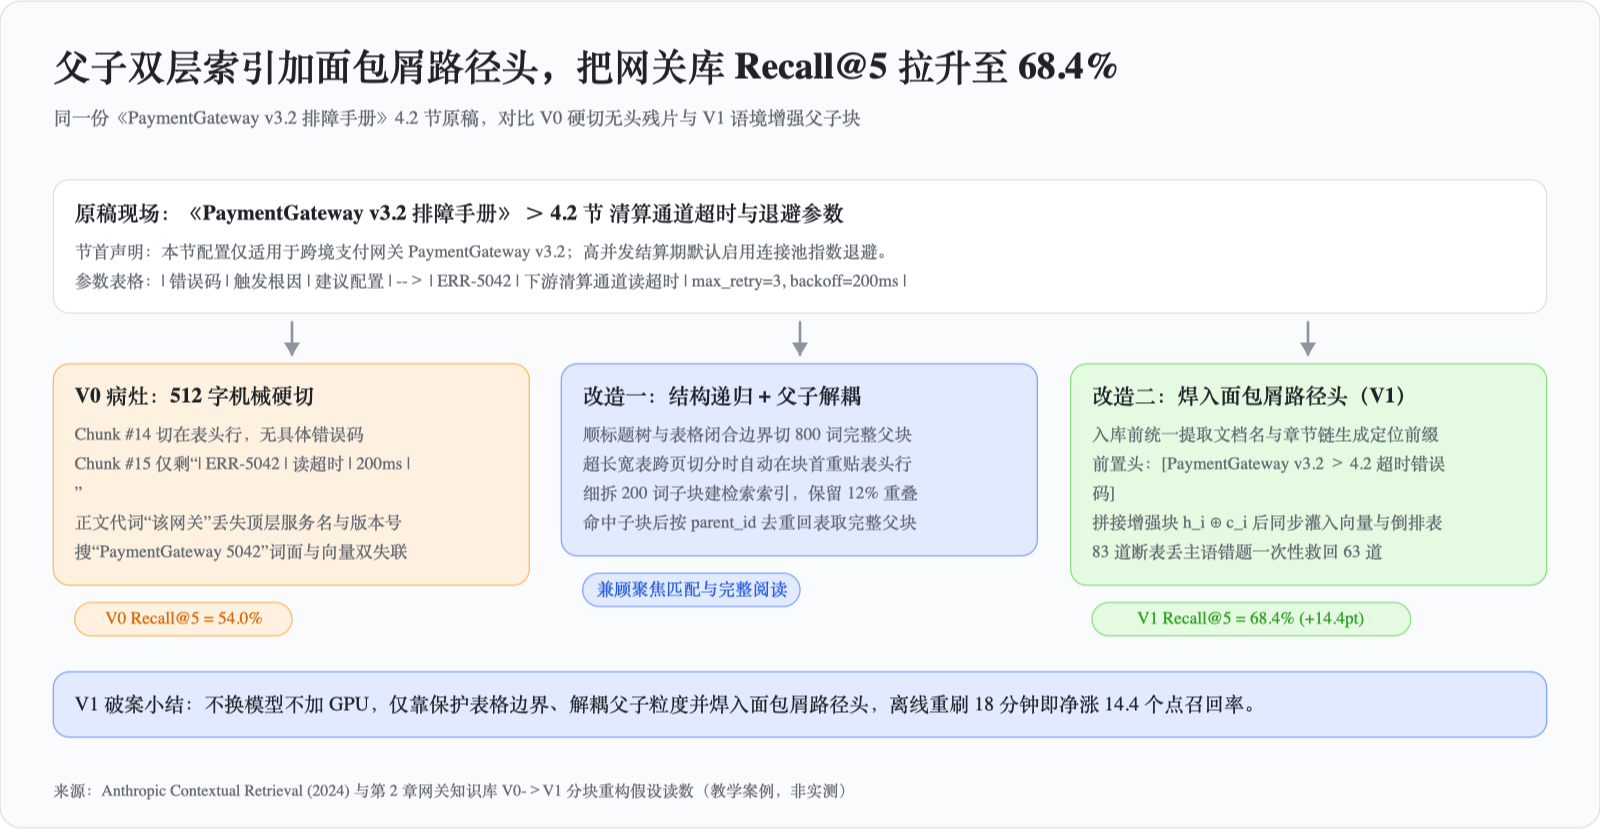 父子双层索引加面包屑路径头，把网关库 Recall@5 拉升至 68.4%
同一份《PaymentGateway v3.2 排障手册》4.2 节原稿，对比 V0 硬切无头残片与 V1 语境增强父子块
原稿现场：《PaymentGateway v3.2 排障手册》 > 4.2 节 清算通道超时与退避参数
节首声明：本节配置仅适用于跨境支付网关 PaymentGateway v3.2；高并发结算期默认启用连接池指数退避。
参数表格：| 错误码 | 触发根因 | 建议配置 | -- > | ERR-5042 | 下游清算通道读超时 | max_retry=3, backoff=200ms |
V0 病灶：512 字机械硬切
Chunk #14 切在表头行，无具体错误码
Chunk #15 仅剩“| ERR-5042 | 读超时 | 200ms |
”
正文代词“该网关”丢失顶层服务名与版本号
搜“PaymentGateway 5042”词面与向量双失联
V0 Recall@5 = 54.0%
改造一：结构递归 + 父子解耦
顺标题树与表格闭合边界切 800 词完整父块
超长宽表跨页切分时自动在块首重贴表头行
细拆 200 词子块建检索索引，保留 12% 重叠
命中子块后按 parent_id 去重回表取完整父块
兼顾聚焦匹配与完整阅读
改造二：焊入面包屑路径头（V1）
入库前统一提取文档名与章节链生成定位前缀
前置头：[PaymentGateway v3.2 > 4.2 超时错误
码]
拼接增强块 h_i ⊕ c_i 后同步灌入向量与倒排表
83 道断表丢主语错题一次性救回 63 道
V1 Recall@5 = 68.4% (+14.4pt)
V1 破案小结：不换模型不加 GPU，仅靠保护表格边界、解耦父子粒度并焊入面包屑路径头，离线重刷 18 分钟即净涨 14.4 个点召回率。
来源：Anthropic Contextual Retrieval (2024) 与第 2 章网关知识库 V0- > V1 分块重构假设读数（教学案例，非实测）